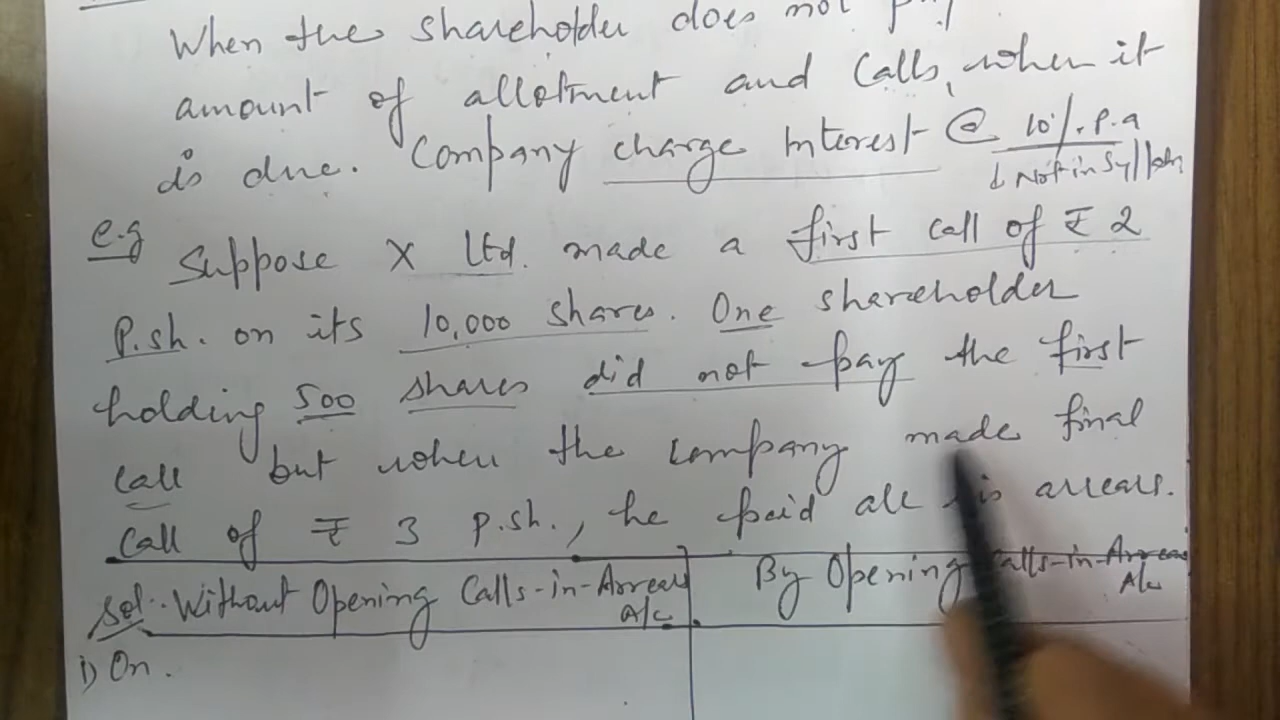 When the shareholder does not
amount of allotment and Calls, when it
is due. Company charge Interest @ 10%.p.a
↓ Not in Syllabus
e.g Suppose X Ltd. made a first call of ₹ 2
P.sh. on its 10,000 shares. One shareholder
holding 500 shares did not pay the first
Call but when the company made final
Call of ₹ 3 p.sh., he paid all his arrears.
Sol:. Without Opening Calls-in-Arrears A/c
By Opening Calls-in-Arrears A/c
i) On.